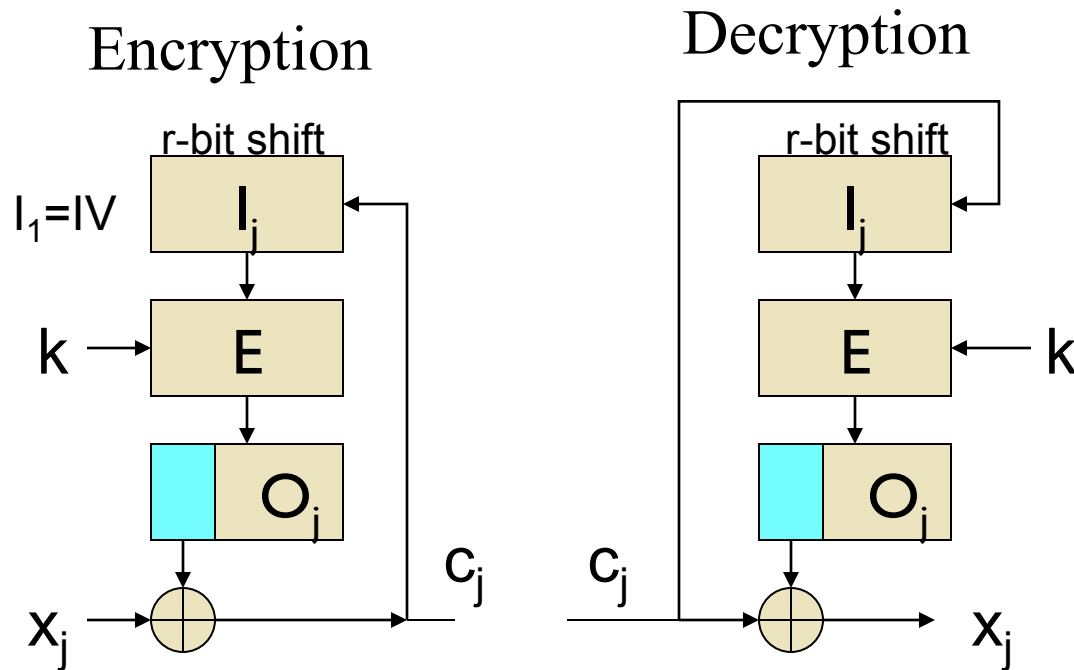 Encryption
r-bit shift
I₁=IV
Iⱼ
k
E
Oⱼ
xⱼ
cⱼ
Decryption
r-bit shift
Iⱼ
E
k
Oⱼ
cⱼ
xⱼ